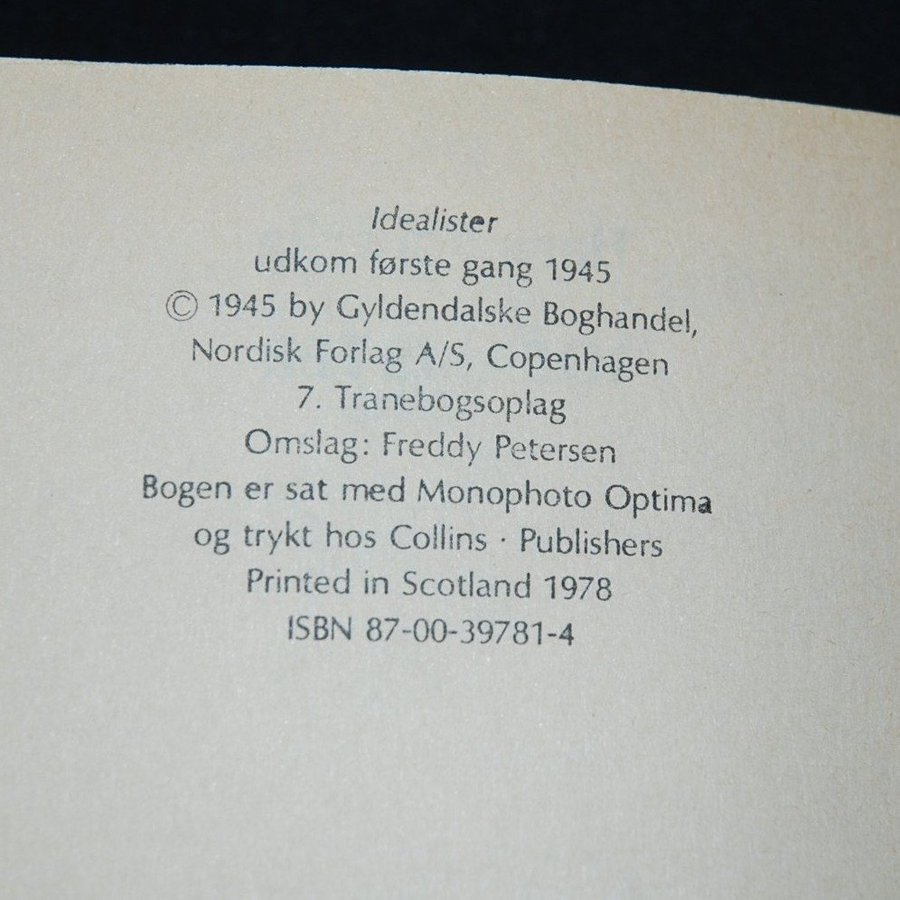 Idealister
udkom første gang 1945
© 1945 by Gyldendalske Boghandel,
Nordisk Forlag A/S, Copenhagen
7. Tranebogsoplag
Omslag: Freddy Petersen
Bogen er sat med Monophoto Optima
og trykt hos Collins · Publishers
Printed in Scotland 1978
ISBN 87-00-39781-4